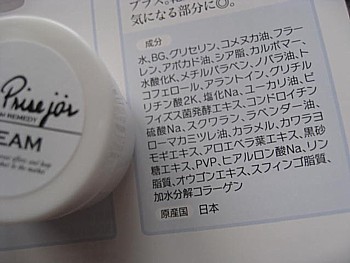 気になる部分に◎。
成分
水、BG、グリセリン、コメヌカ油、フラー
レン、アボカド油、シア脂、カルボマー、
水酸化K、メチルパラベン、ノバラ油、ト
コフェロール、アラントイン、グリチル
リチン酸2K、塩化Na、ユーカリ油、ビ
フィズス菌発酵エキス、コンドロイチン
硫酸Na、スクワラン、ラベンダー油、
ローマカミツレ油、カラメル、カワラヨ
モギエキス、アロエベラ葉エキス、黒砂
糖エキス、PVP、ヒアルロン酸Na、リン
脂質、オウゴンエキス、スフィンゴ脂質、
加水分解コラーゲン
原産国 日本
REMEDY
EAM